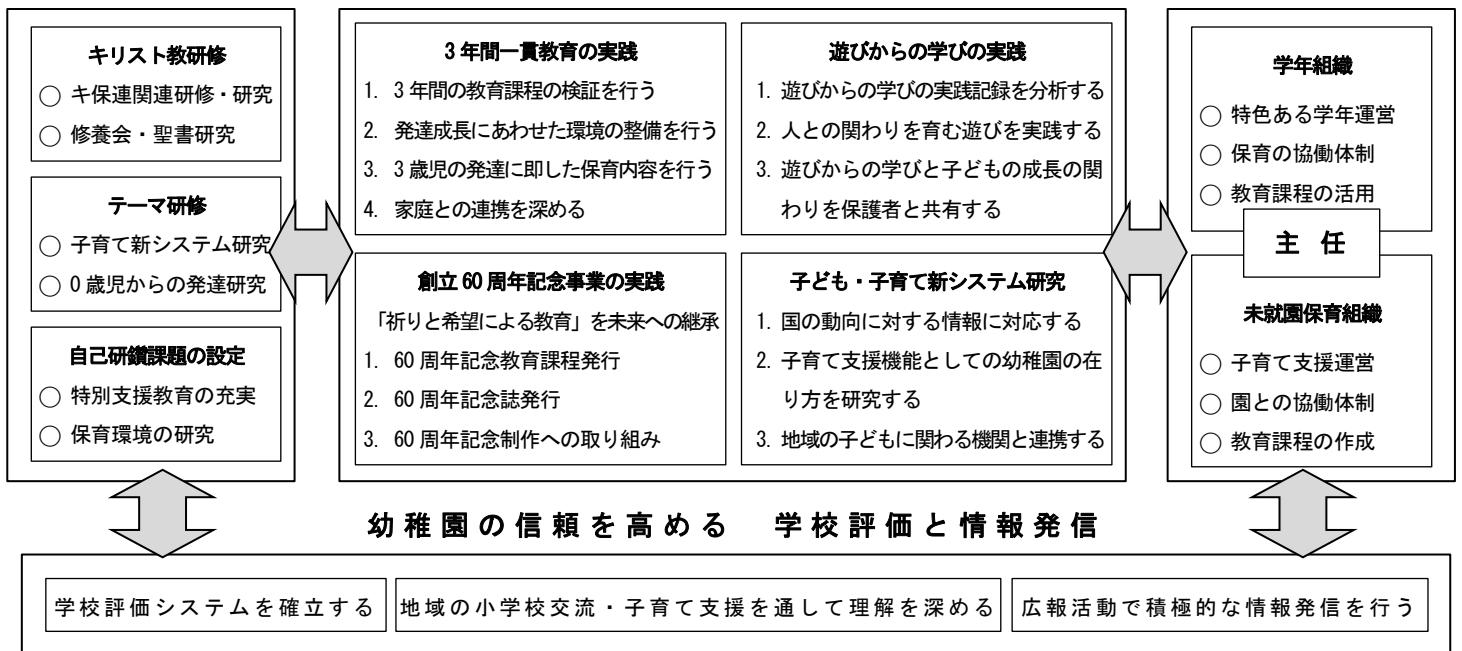 キリスト教研修
○ キ保連関連研修・研究
○ 修養会・聖書研究
テーマ研修
○ 子育て新システム研究
○ 0歳児からの発達研究
自己研鑽課題の設定
○ 特別支援教育の充実
○ 保育環境の研究
3年間一貫教育の実践
1. 3年間の教育課程の検証を行う
2. 発達成長にあわせた環境の整備を行う
3. 3歳児の発達に即した保育内容を行う
4. 家庭との連携を深める
遊びからの学びの実践
1. 遊びからの学びの実践記録を分析する
2. 人との関わりを育む遊びを実践する
3. 遊びからの学びと子どもの成長の関
わりを保護者と共有する
創立60周年記念事業の実践
「祈りと希望による教育」を未来への継承
1. 60周年記念教育課程発行
2. 60周年記念誌発行
3. 60周年記念制作への取り組み
子ども・子育て新システム研究
1. 国の動向に対する情報に対応する
2. 子育て支援機能としての幼稚園の在
り方を研究する
3. 地域の子どもに関わる機関と連携する
学年組織
○ 特色ある学年運営
○ 保育の協働体制
○ 教育課程の活用
主 任
未就園保育組織
○ 子育て支援運営
○ 園との協働体制
○ 教育課程の作成
幼稚園の信頼を高める 学校評価と情報発信
学校評価システムを確立する
地域の小学校交流・子育て支援を通して理解を深める
広報活動で積極的な情報発信を行う